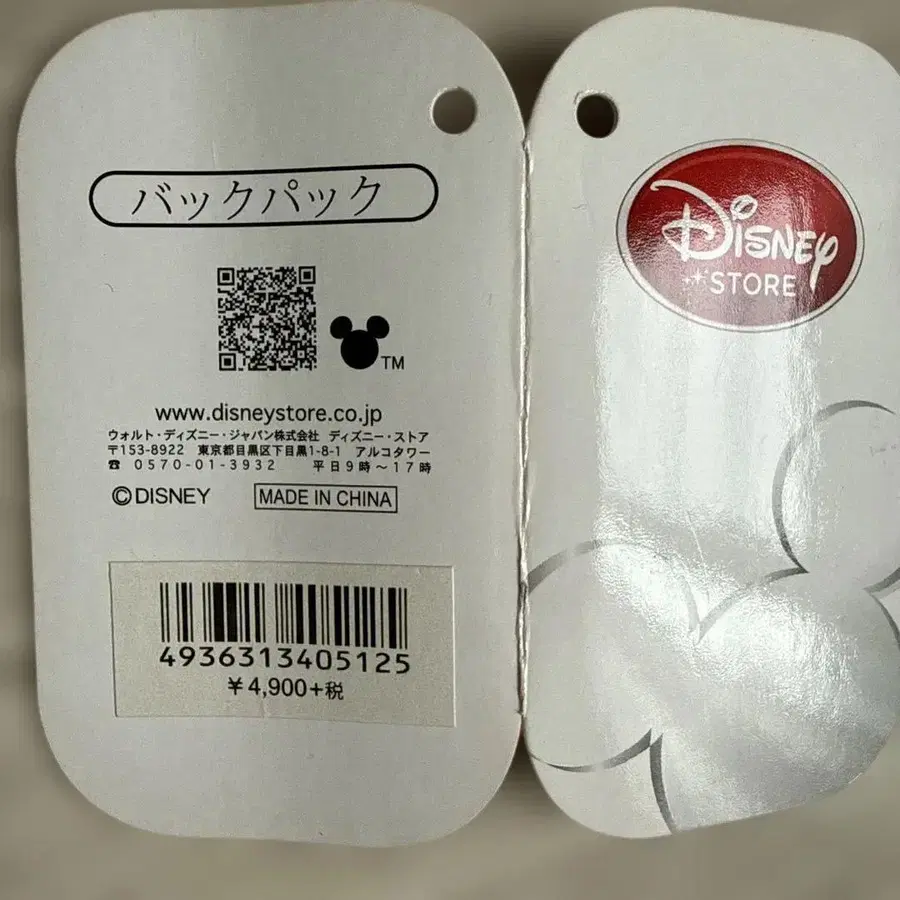 バックパック
TM
www.disneystore.co.jp
ウォルト・ディズニー・ジャパン株式会社 ディズニー・ストア
〒153-8922 東京都目黒区下目黒1-8-1 アルコタワー
☎ 0570-01-3932 平日9時～17時
©DISNEY MADE IN CHINA
4936313405125
¥4,900+税
Disney
STORE